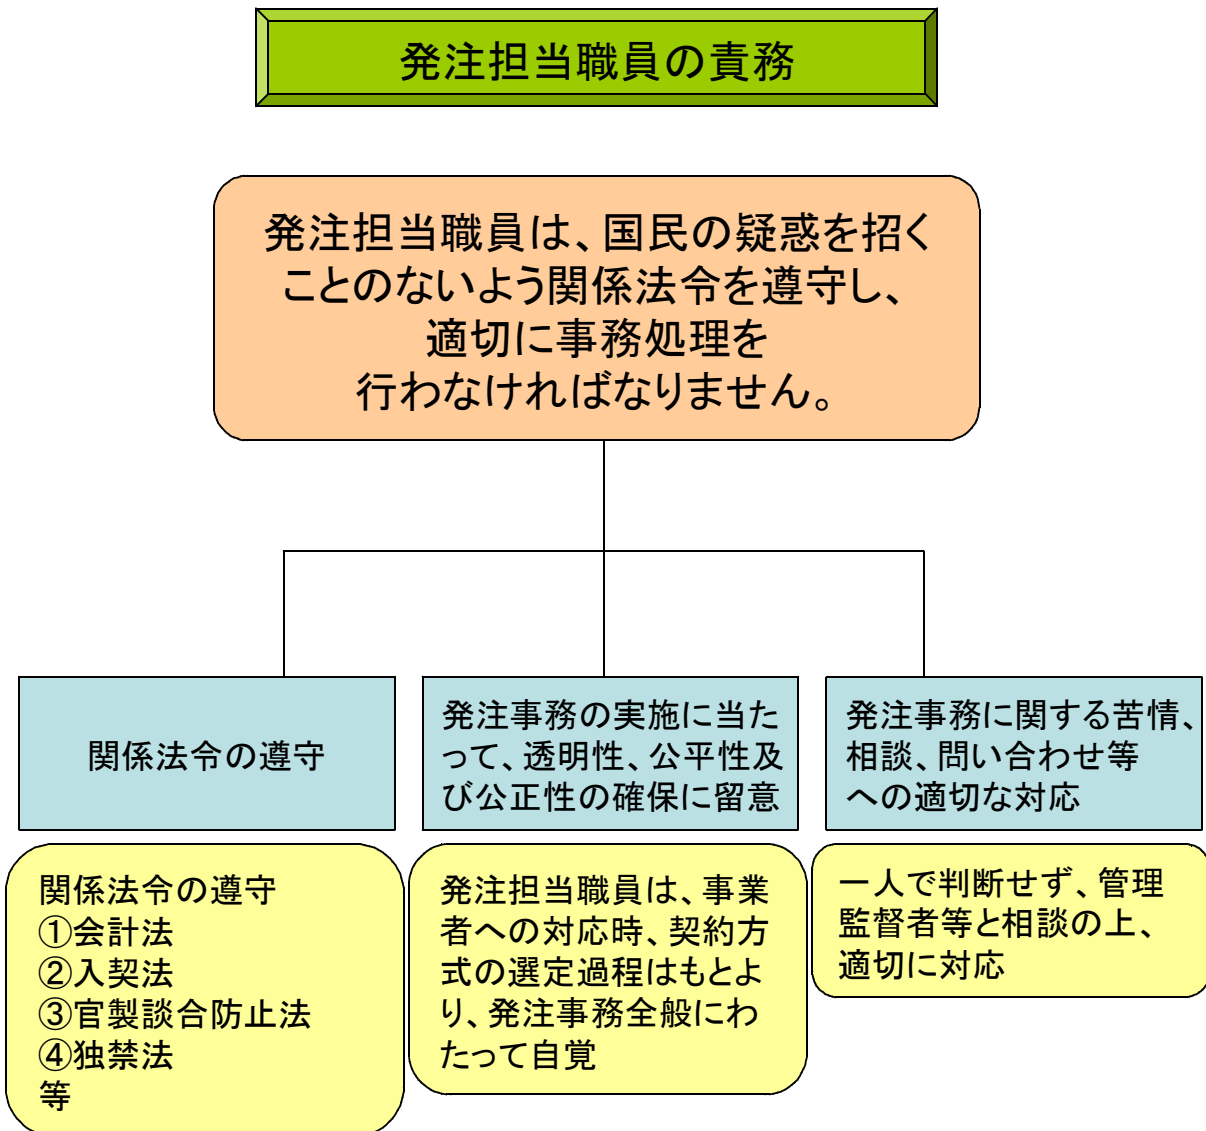 発注担当職員の責務
発注担当職員は、国民の疑惑を招く
ことのないよう関係法令を遵守し、
適切に事務処理を
行わなければなりません。
関係法令の遵守
発注事務の実施に当た
って、透明性、公平性及
び公正性の確保に留意
発注事務に関する苦情、
相談、問い合わせ等
への適切な対応
関係法令の遵守
①会計法
②入契法
③官製談合防止法
④独禁法
等
発注担当職員は、事業
者への対応時、契約方
式の選定過程はもとよ
り、発注事務全般にわ
たって自覚
一人で判断せず、管理
監督者等と相談の上、
適切に対応